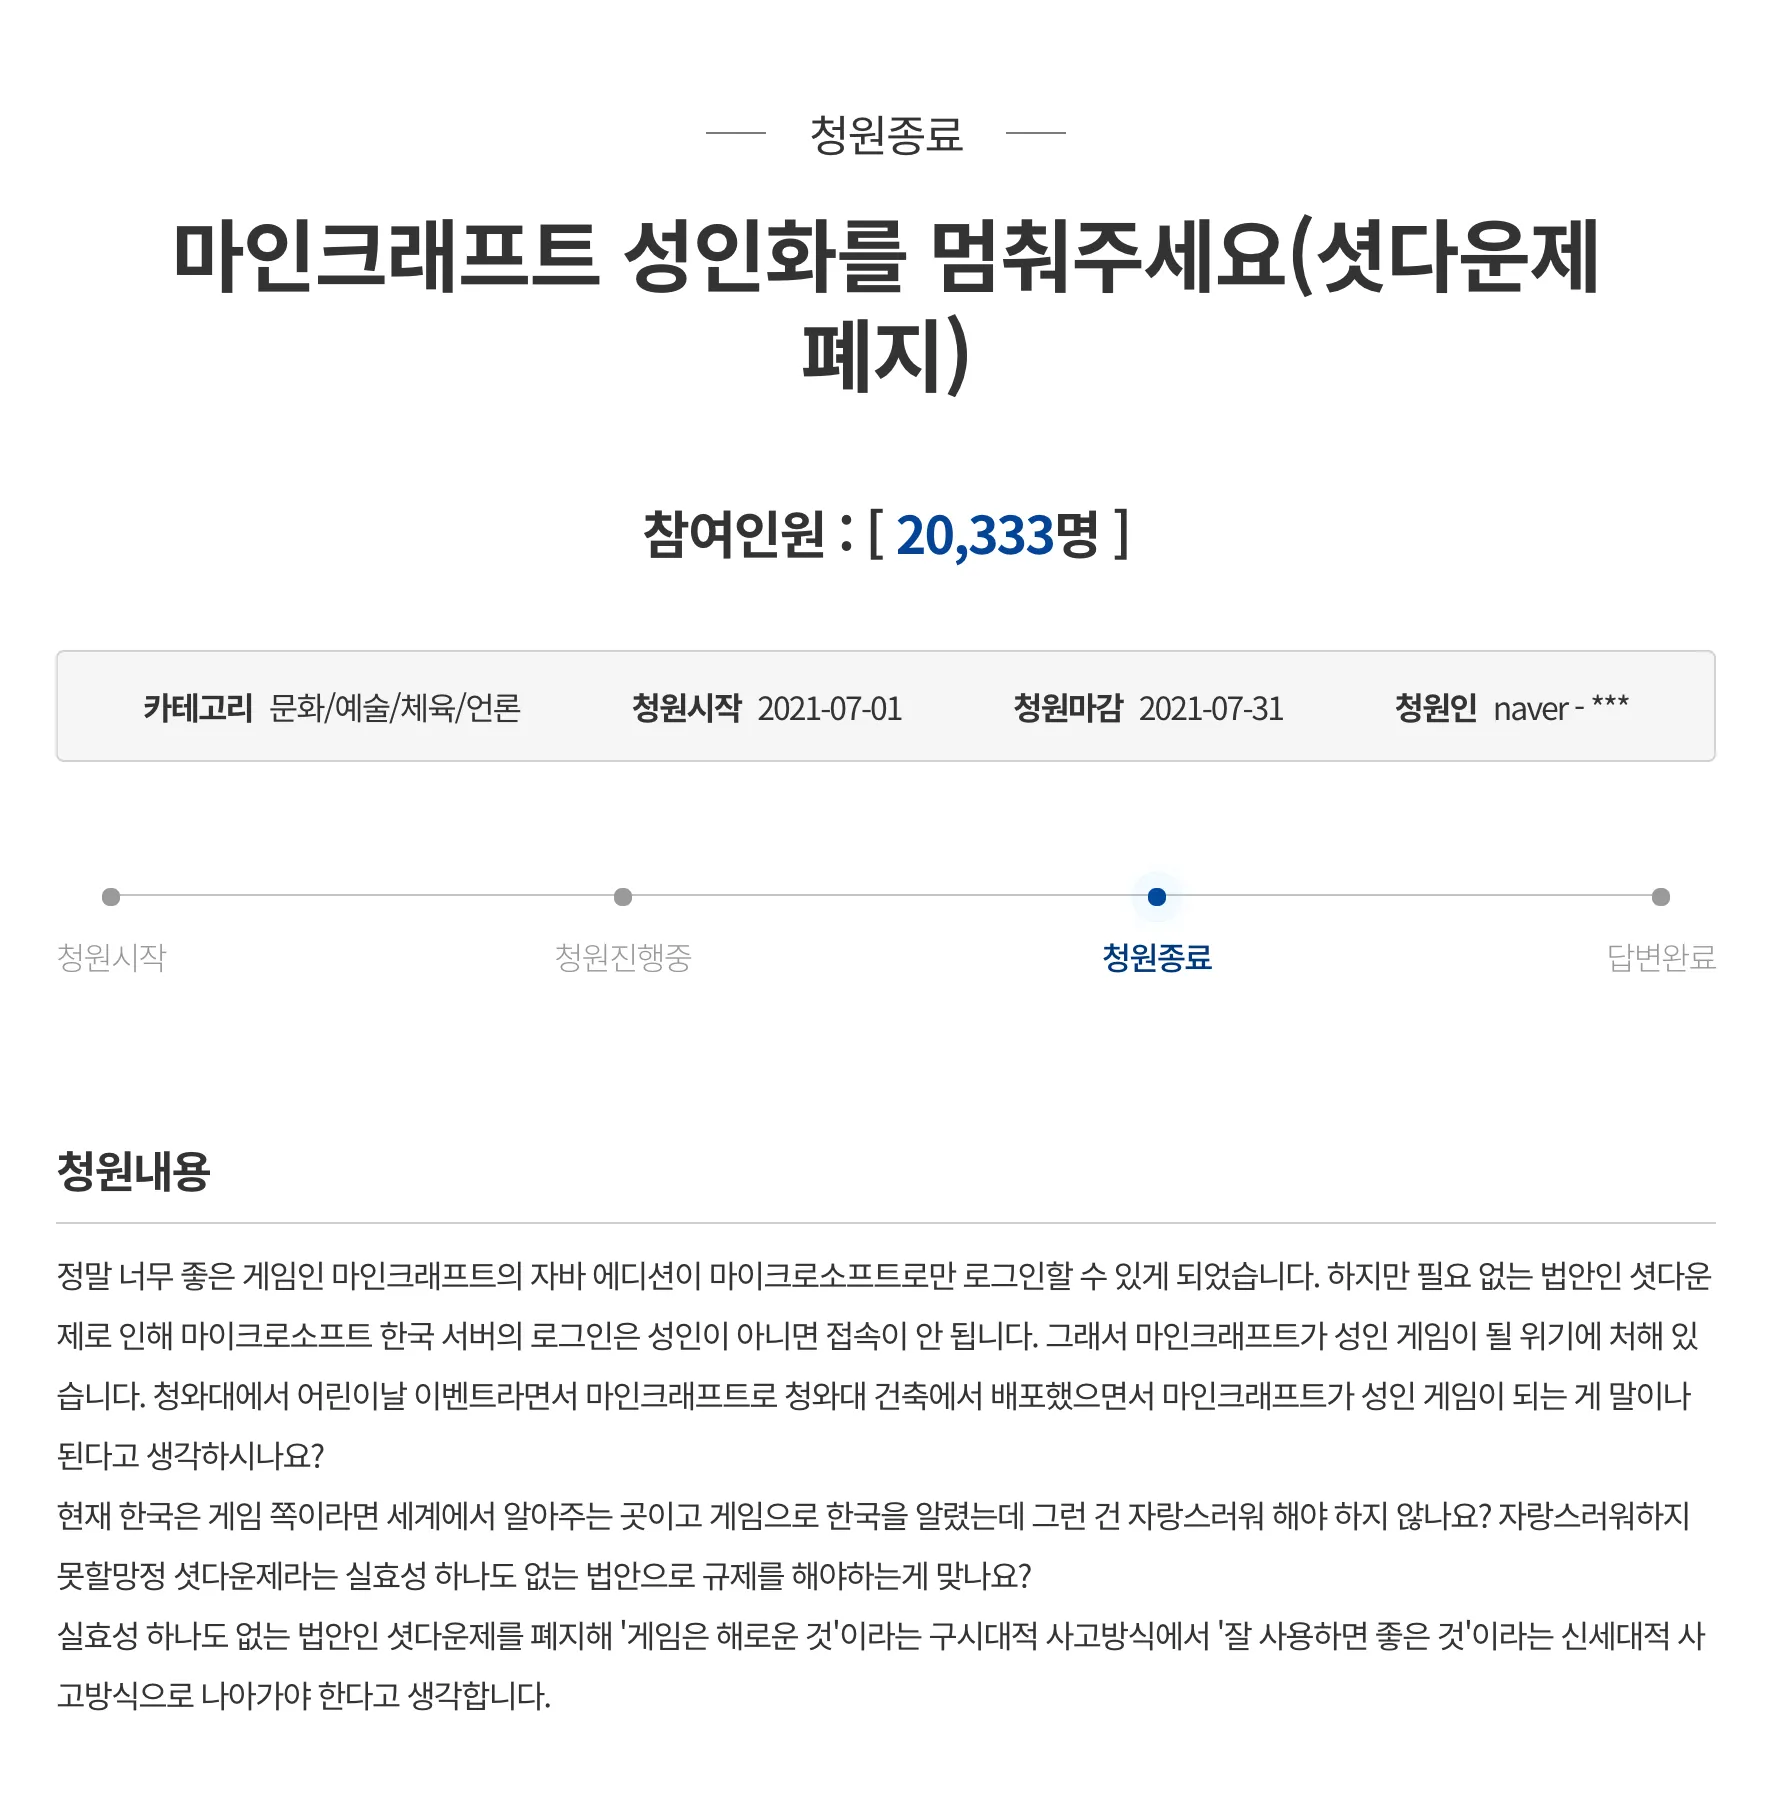 청원종료
마인크래프트 성인화를 멈춰주세요(셧다운제
폐지)
참여인원 : [ 20,333명 ]
카테고리 문화/예술/체육/언론 청원시작 2021-07-01 청원마감 2021-07-31 청원인 naver - ***
청원시작 청원진행중 청원종료 답변완료
청원내용
정말 너무 좋은 게임인 마인크래프트의 자바 에디션이 마이크로소프트로만 로그인할 수 있게 되었습니다. 하지만 필요 없는 법안인 셧다운
제로 인해 마이크로소프트 한국 서버의 로그인은 성인이 아니면 접속이 안 됩니다. 그래서 마인크래프트가 성인 게임이 될 위기에 처해 있
습니다. 청와대에서 어린이날 이벤트라면서 마인크래프트로 청와대 건축에서 배포했으면서 마인크래프트가 성인 게임이 되는 게 말이나
된다고 생각하시나요?
현재 한국은 게임 쪽이라면 세계에서 알아주는 곳이고 게임으로 한국을 알렸는데 그런 건 자랑스러워 해야 하지 않나요? 자랑스러워하지
못할망정 셧다운제라는 실효성 하나도 없는 법안으로 규제를 해야하는게 맞나요?
실효성 하나도 없는 법안인 셧다운제를 폐지해 '게임은 해로운 것'이라는 구시대적 사고방식에서 '잘 사용하면 좋은 것'이라는 신세대적 사
고방식으로 나아가야 한다고 생각합니다.